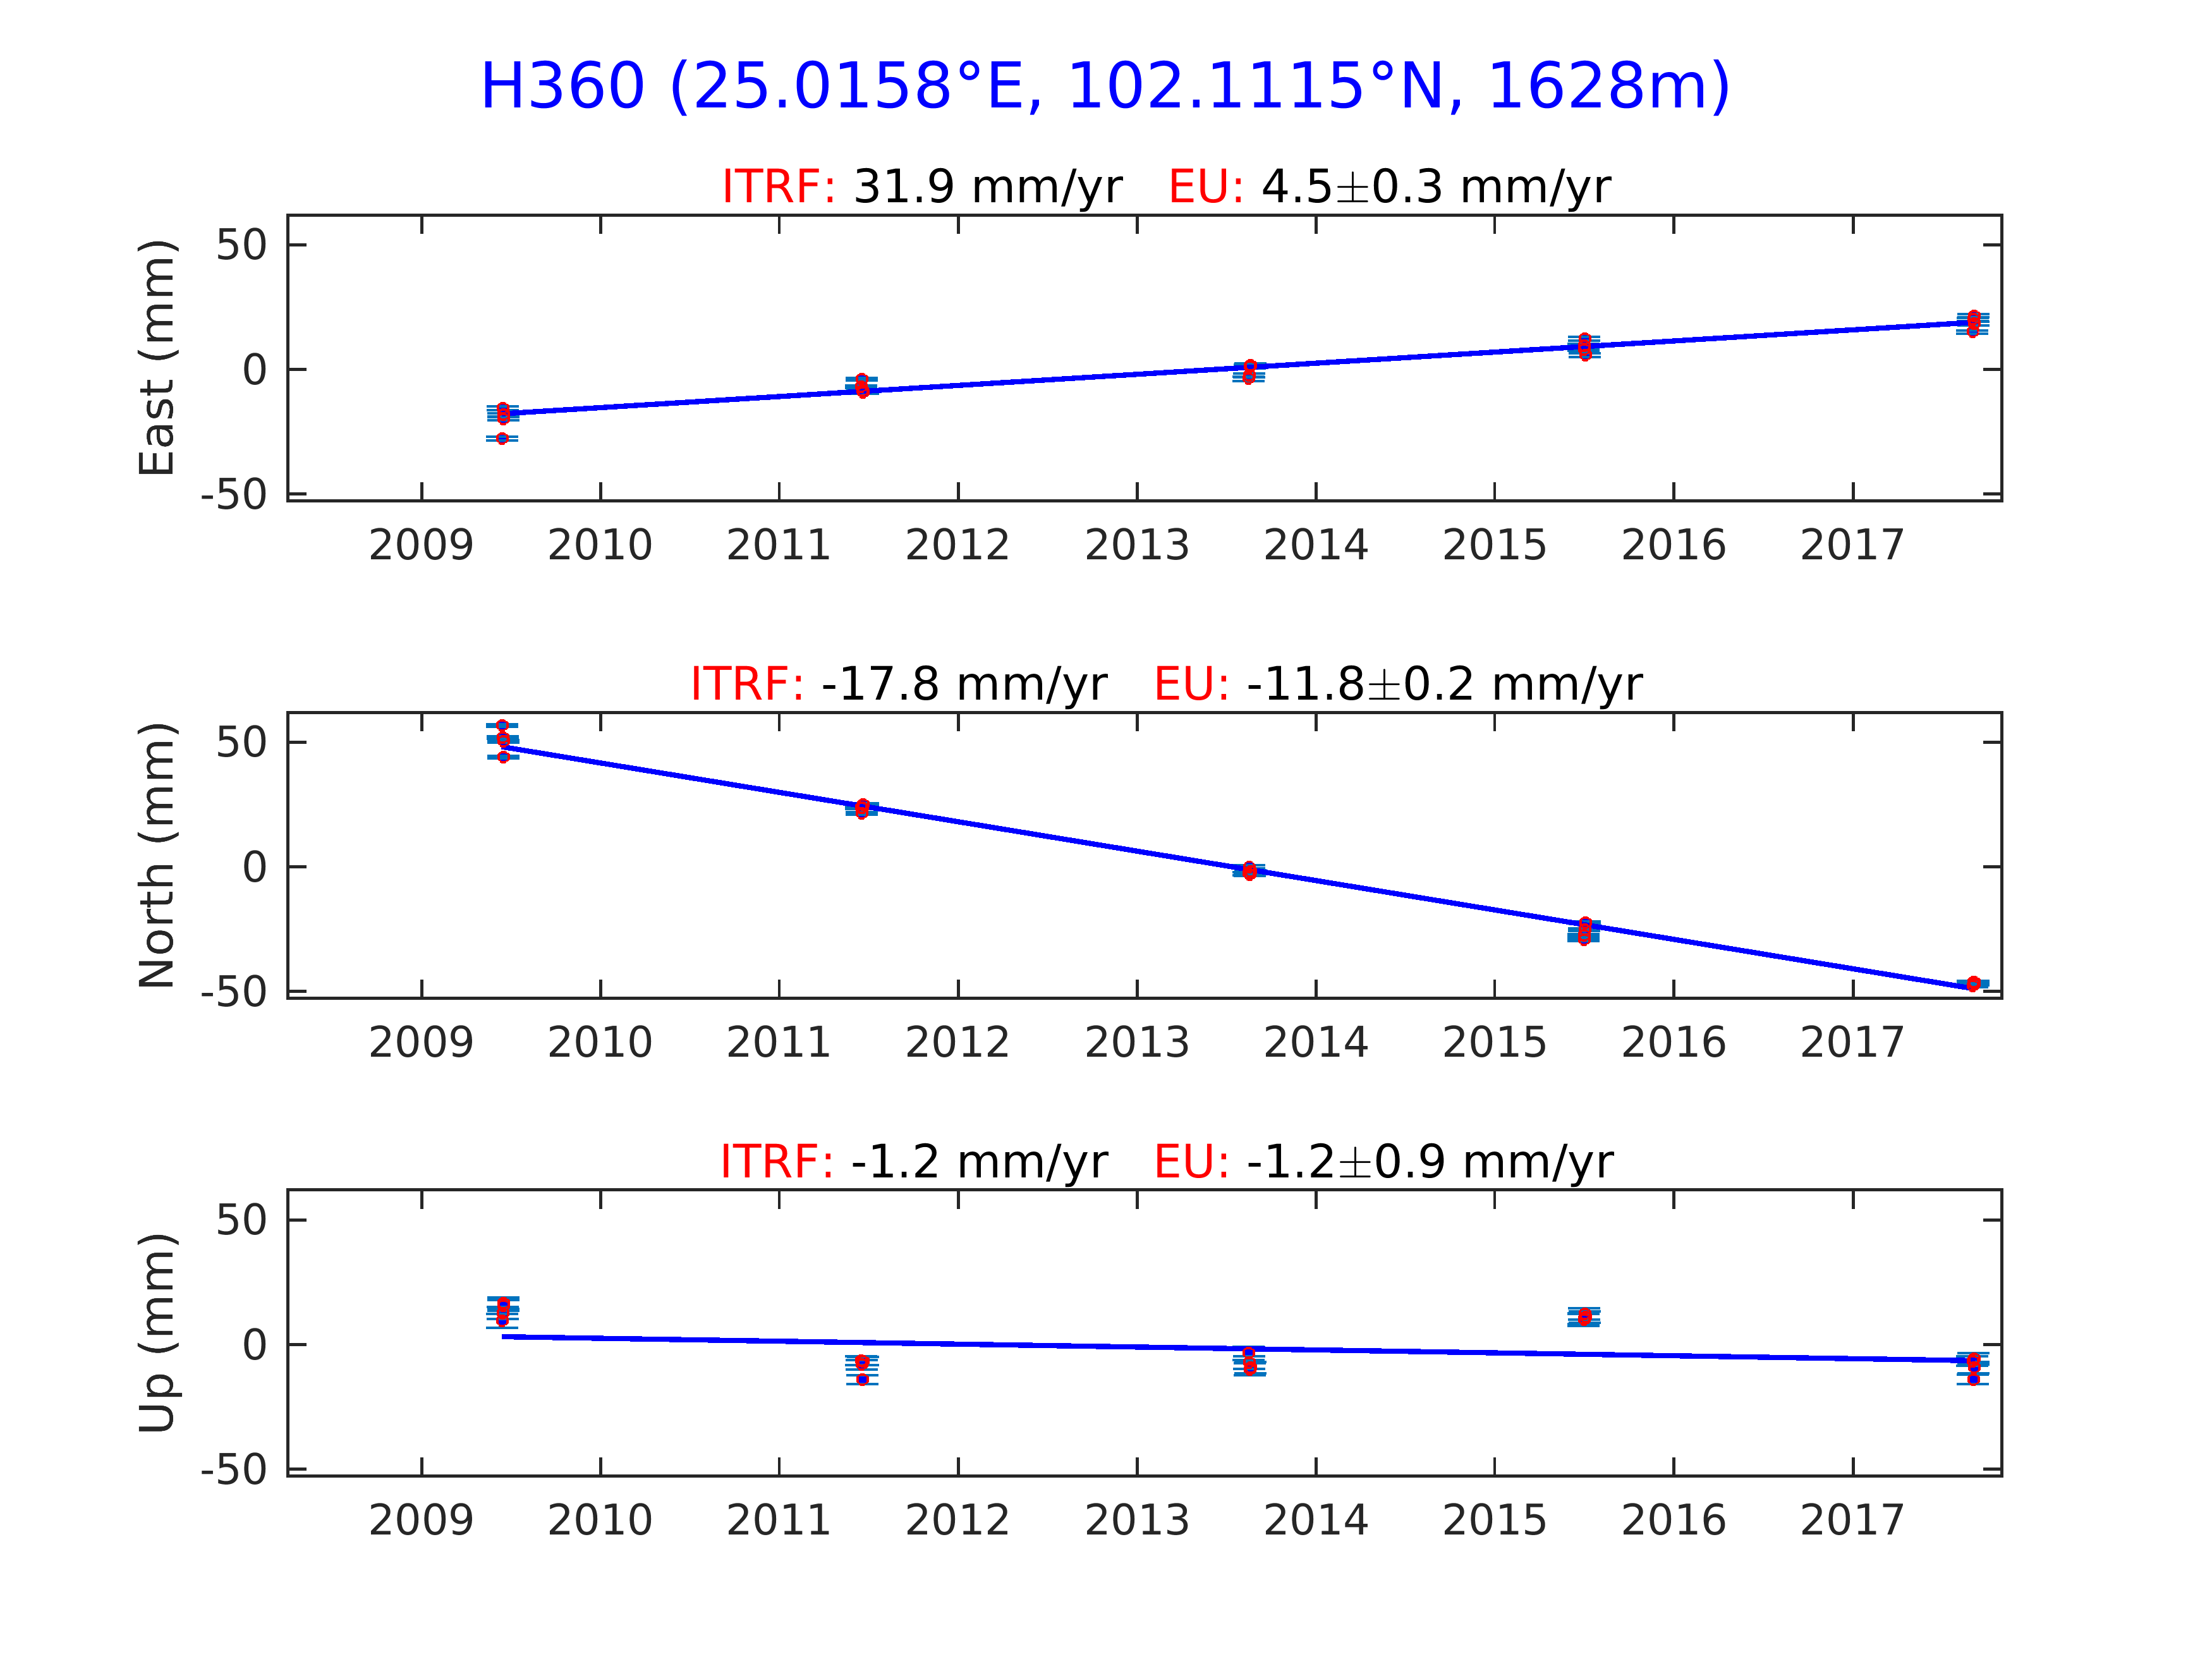 H360 (25.0158°E, 102.1115°N, 1628m)
ITRF: 31.9 mm/yr EU: 4.5±0.3 mm/yr
East (mm)
50
0
-50
2009 2010 2011 2012 2013 2014 2015 2016 2017
ITRF: -17.8 mm/yr EU: -11.8±0.2 mm/yr
North (mm)
50
0
-50
2009 2010 2011 2012 2013 2014 2015 2016 2017
ITRF: -1.2 mm/yr EU: -1.2±0.9 mm/yr
Up (mm)
50
0
-50
2009 2010 2011 2012 2013 2014 2015 2016 2017